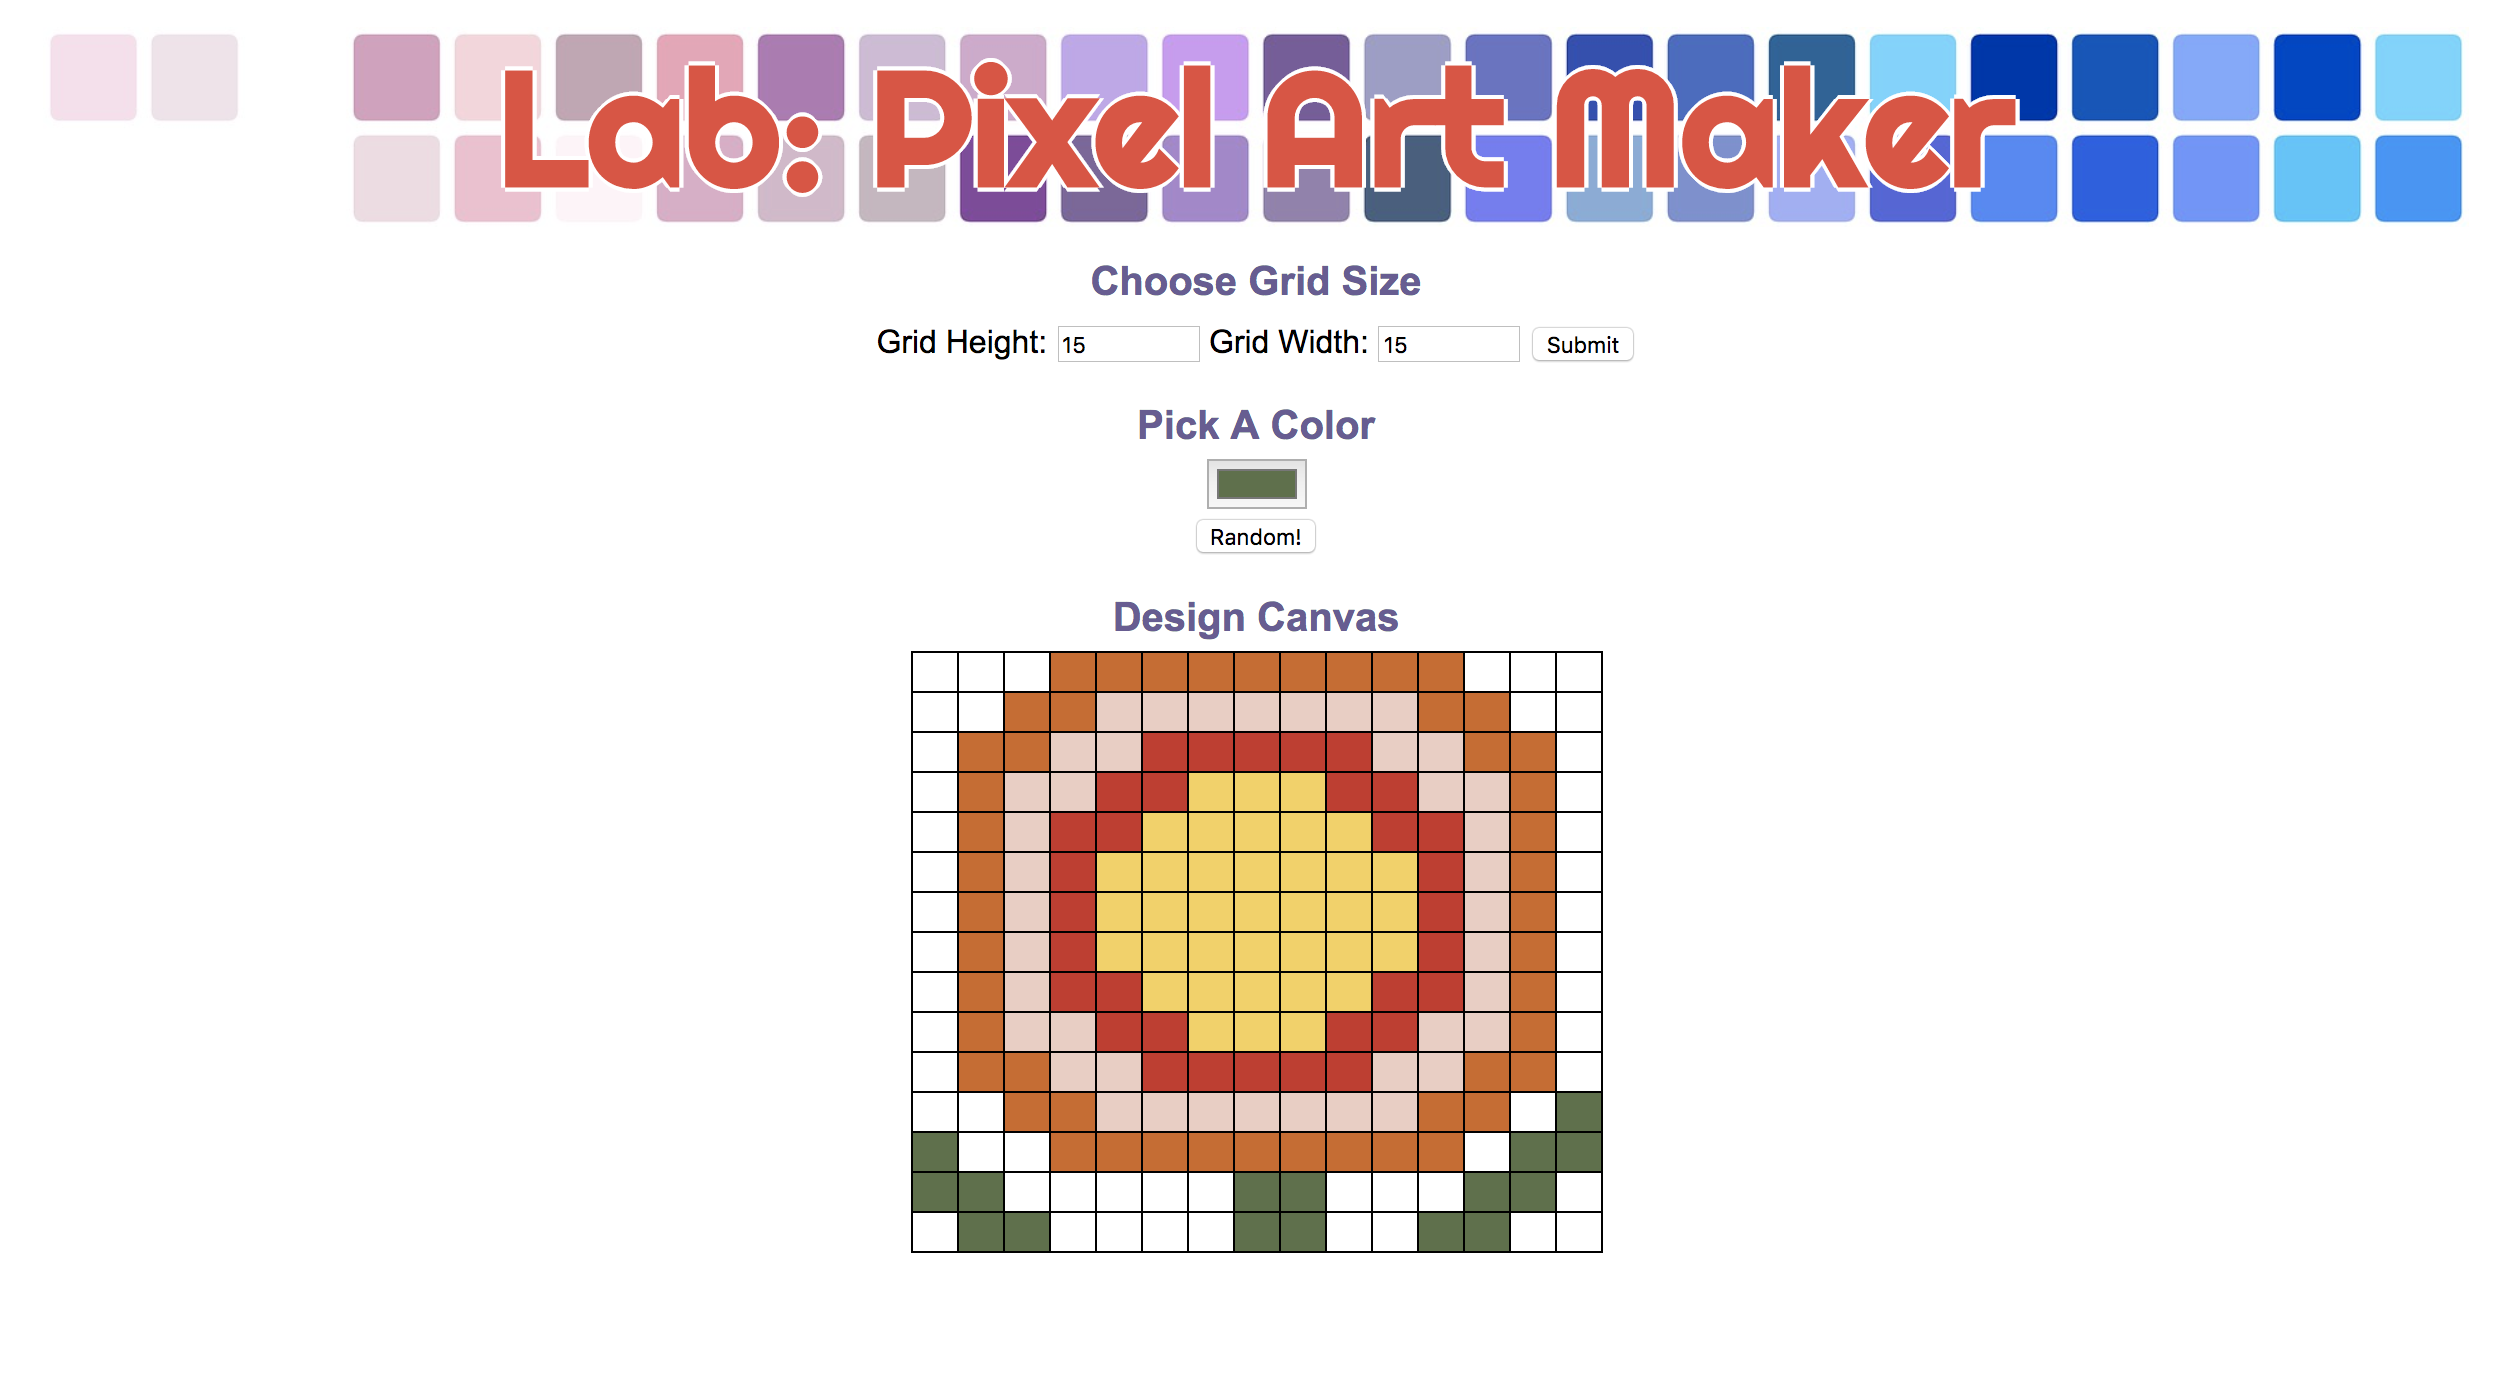 Lab: Pixel Art Maker
Choose Grid Size
Grid Height: 15 Grid Width: 15 Submit
Pick A Color
Random!
Design Canvas